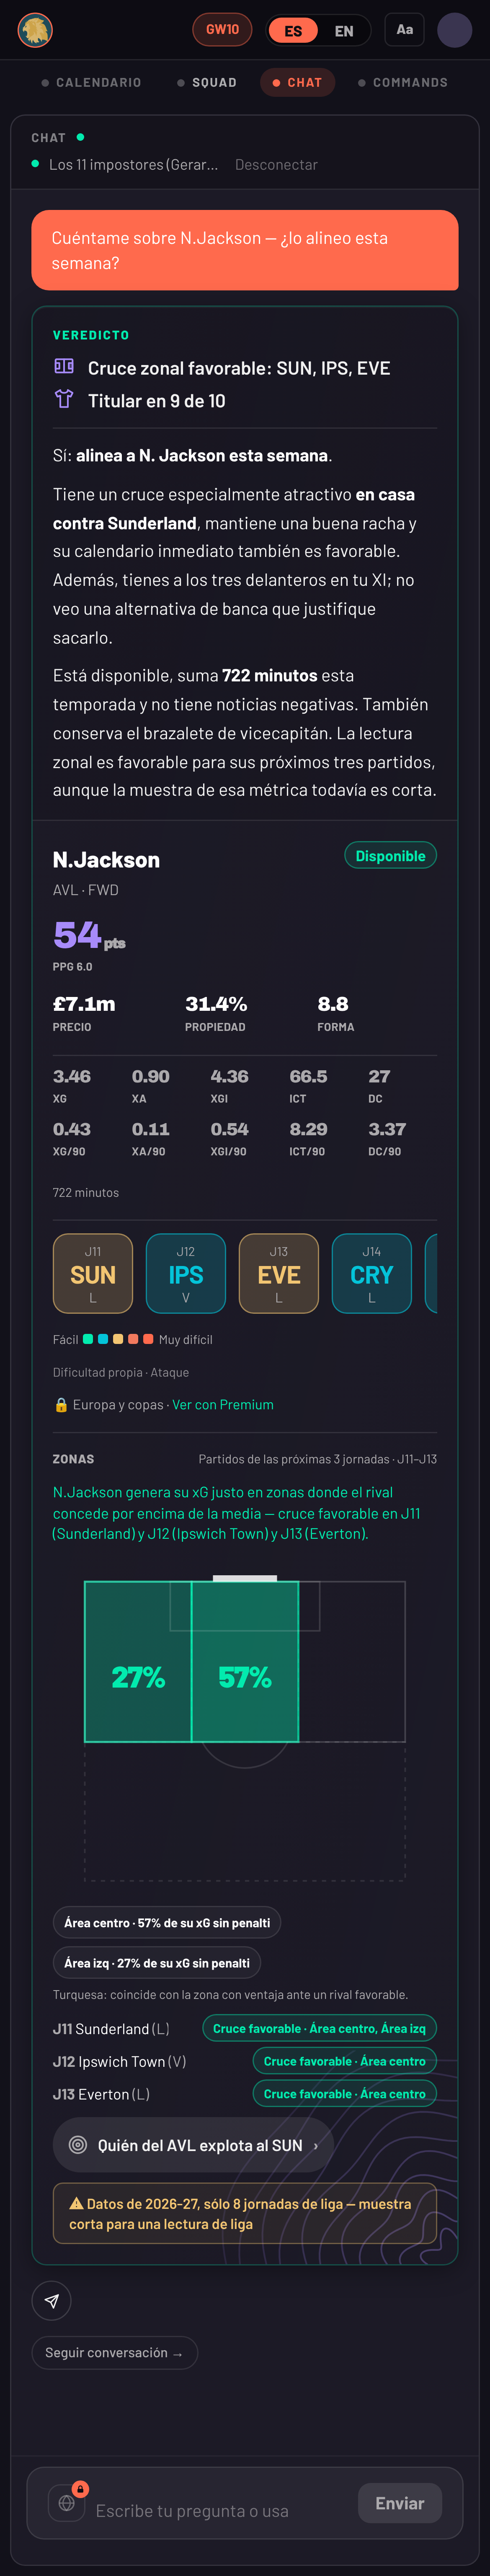 GW10
ES
EN
Aa
CALENDARIO
SQUAD
CHAT
COMMANDS
CHAT
Los 11 impostores (Gerar...
Desconectar
Cuéntame sobre N.Jackson — ¿lo alineo esta
semana?
VEREDICTO
Cruce zonal favorable: SUN, IPS, EVE
Titular en 9 de 10
Sí: alinea a N. Jackson esta semana.
Tiene un cruce especialmente atractivo en casa
contra Sunderland, mantiene una buena racha y
su calendario inmediato también es favorable.
Además, tienes a los tres delanteros en tu XI; no
veo una alternativa de banca que justifique
sacarlo.
Está disponible, suma 722 minutos esta
temporada y no tiene noticias negativas. También
conserva el brazalete de vicecapitán. La lectura
zonal es favorable para sus próximos tres partidos,
aunque la muestra de esa métrica todavía es corta.
N.Jackson
Disponible
AVL · FWD
54 pts
PPG 6.0
£7.1m 31.4% 8.8
PRECIO PROPIEDAD FORMA
3.46 0.90 4.36 66.5 27
XG XA XGI ICT DC
0.43 0.11 0.54 8.29 3.37
XG/90 XA/90 XGI/90 ICT/90 DC/90
722 minutos
J11 J12 J13 J14
SUN IPS EVE CRY
L V L L
Fácil Muy difícil
Dificultad propia · Ataque
🔒 Europa y copas · Ver con Premium
ZONAS
Partidos de las próximas 3 jornadas · J11–J13
N.Jackson genera su xG justo en zonas donde el rival
concede por encima de la media — cruce favorable en J11
(Sunderland) y J12 (Ipswich Town) y J13 (Everton).
27% 57%
Área centro · 57% de su xG sin penalti
Área izq · 27% de su xG sin penalti
Turquesa: coincide con la zona con ventaja ante un rival favorable.
J11 Sunderland (L) Cruce favorable · Área centro, Área izq
J12 Ipswich Town (V) Cruce favorable · Área centro
J13 Everton (L) Cruce favorable · Área centro
Quién del AVL explota al SUN ›
⚠ Datos de 2026-27, sólo 8 jornadas de liga — muestra
corta para una lectura de liga
Seguir conversación →
Escribe tu pregunta o usa
Enviar